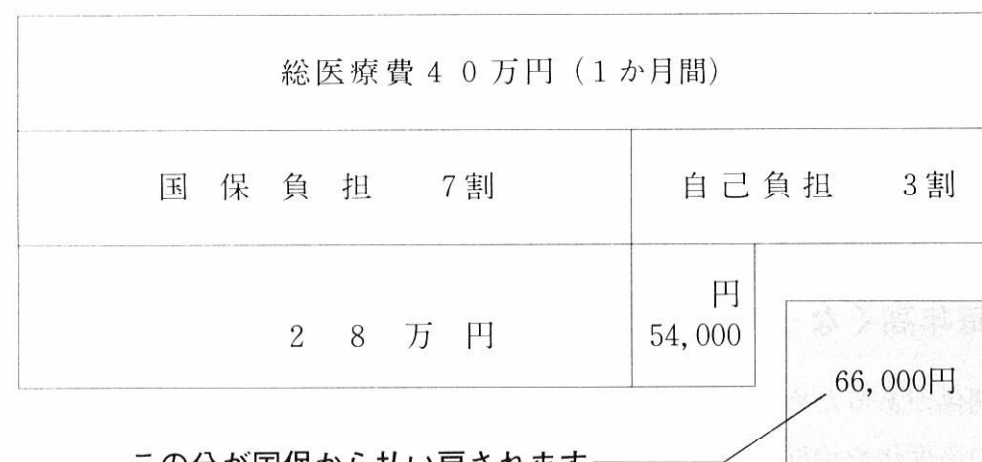 総医療費40万円(1か月間)
国保負担 7割
自己負担 3割
28万円
円
54,000
66,000円
この分が国保から払い戻されます